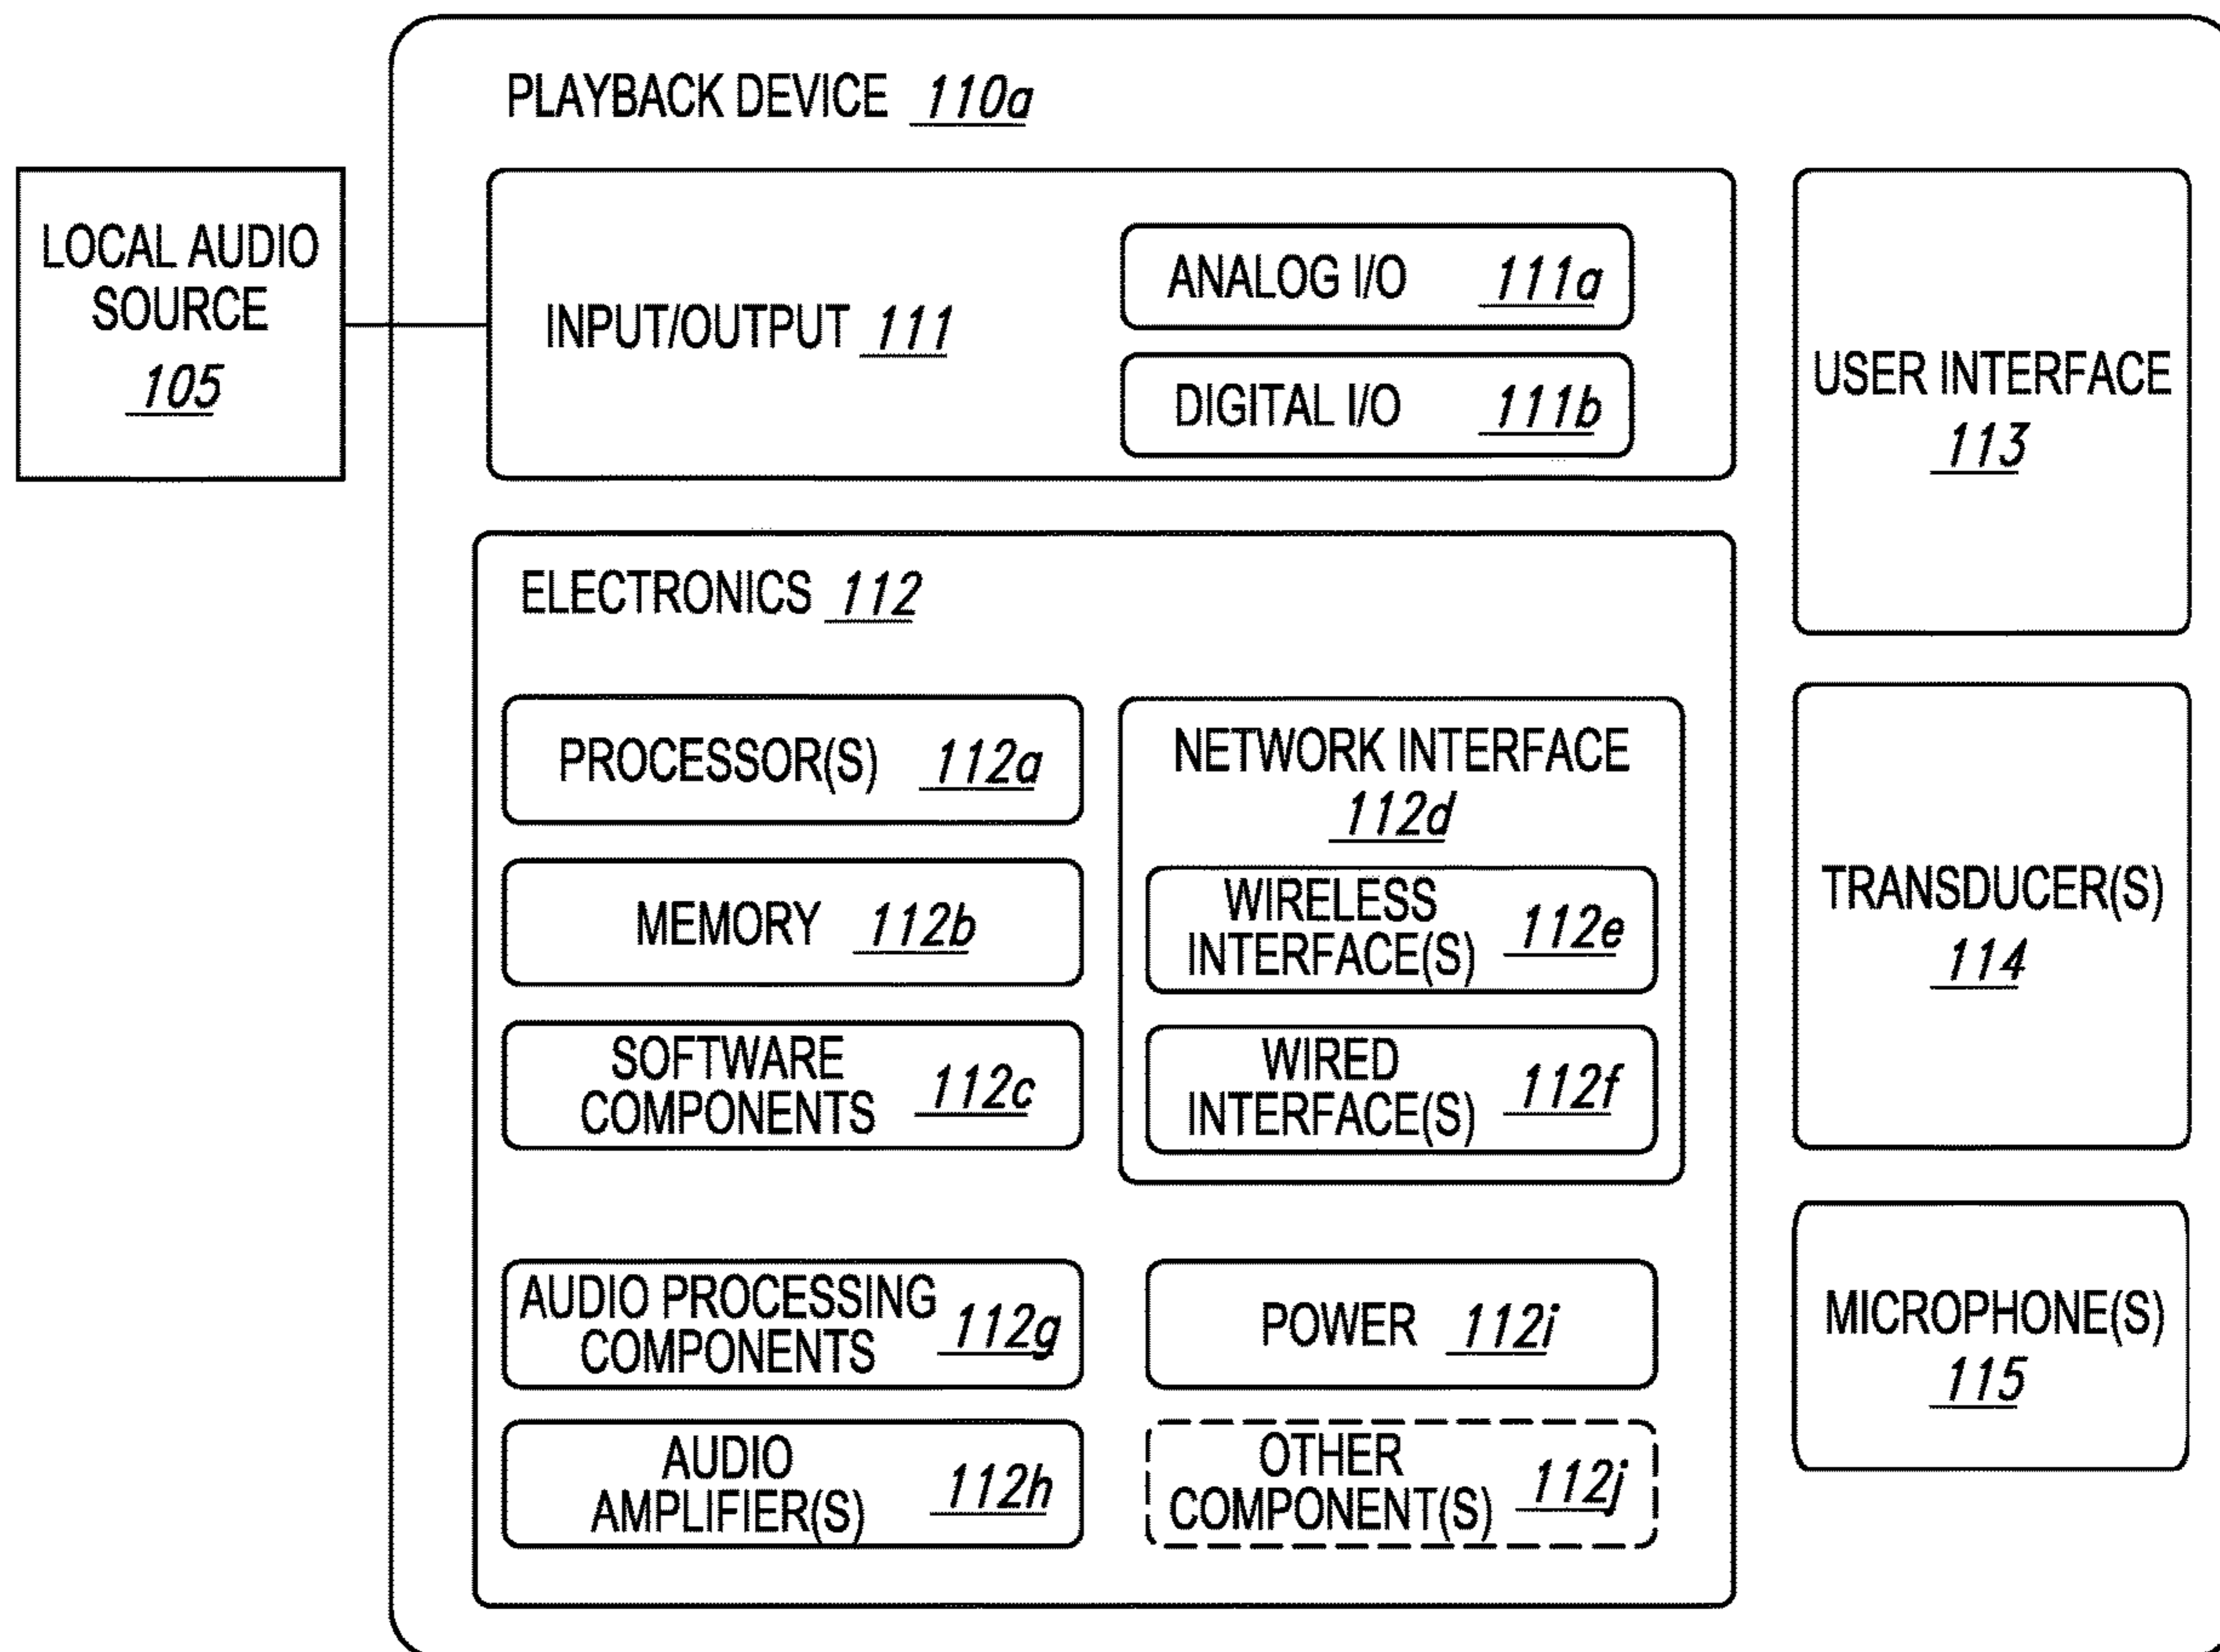 PLAYBACK DEVICE 110a
LOCAL AUDIO
SOURCE
105
INPUT/OUTPUT 111
ANALOG I/O 111a
DIGITAL I/O 111b
USER INTERFACE
113
ELECTRONICS 112
PROCESSOR(S) 112a
MEMORY 112b
SOFTWARE
COMPONENTS 112c
NETWORK INTERFACE
112d
WIRELESS
INTERFACE(S) 112e
WIRED
INTERFACE(S) 112f
AUDIO PROCESSING
COMPONENTS 112g
AUDIO
AMPLIFIER(S) 112h
POWER 112i
OTHER
COMPONENT(S) 112j
TRANSDUCER(S)
114
MICROPHONE(S)
115